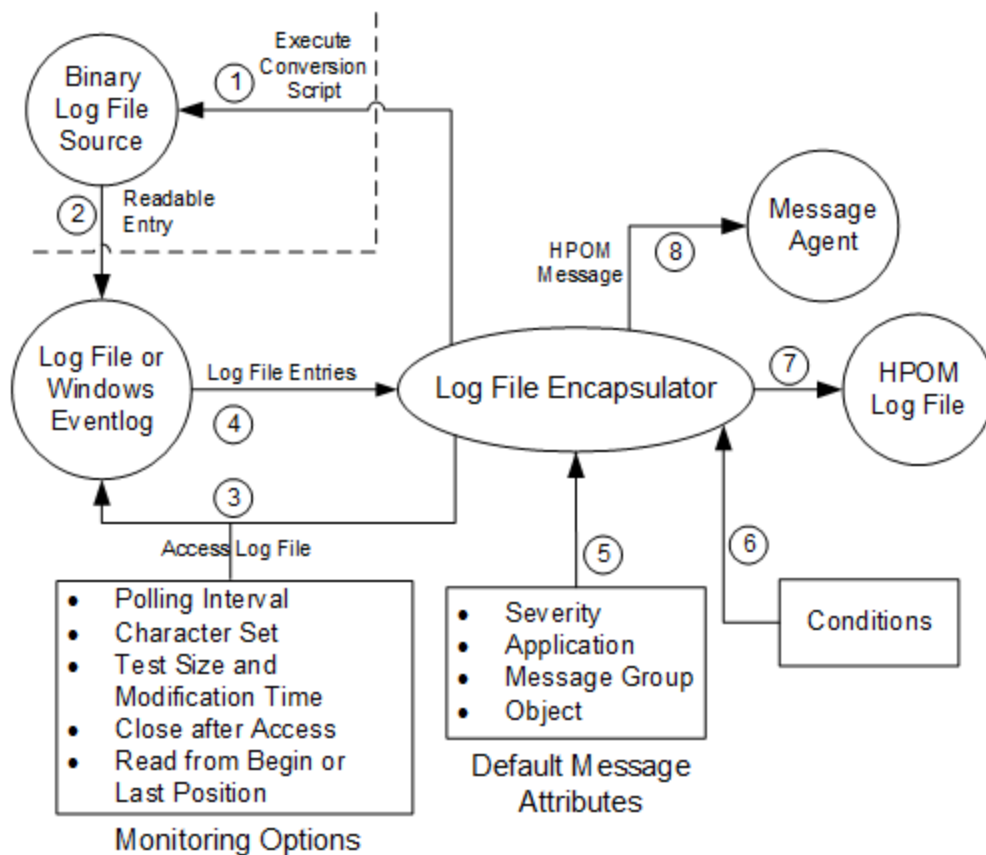 Execute
Conversion
Script
1
Binary
Log File
Source
2
Readable
Entry
Message
Agent
8
HPOM
Message
Log File or
Windows
Eventlog
Log File Entries
4
Log File Encapsulator
7
HPOM
Log File
3
Access Log File
5
6
• Polling Interval
• Character Set
• Test Size and
Modification Time
• Close after Access
• Read from Begin or
Last Position
Monitoring Options
• Severity
• Application
• Message Group
• Object
Default Message
Attributes
Conditions